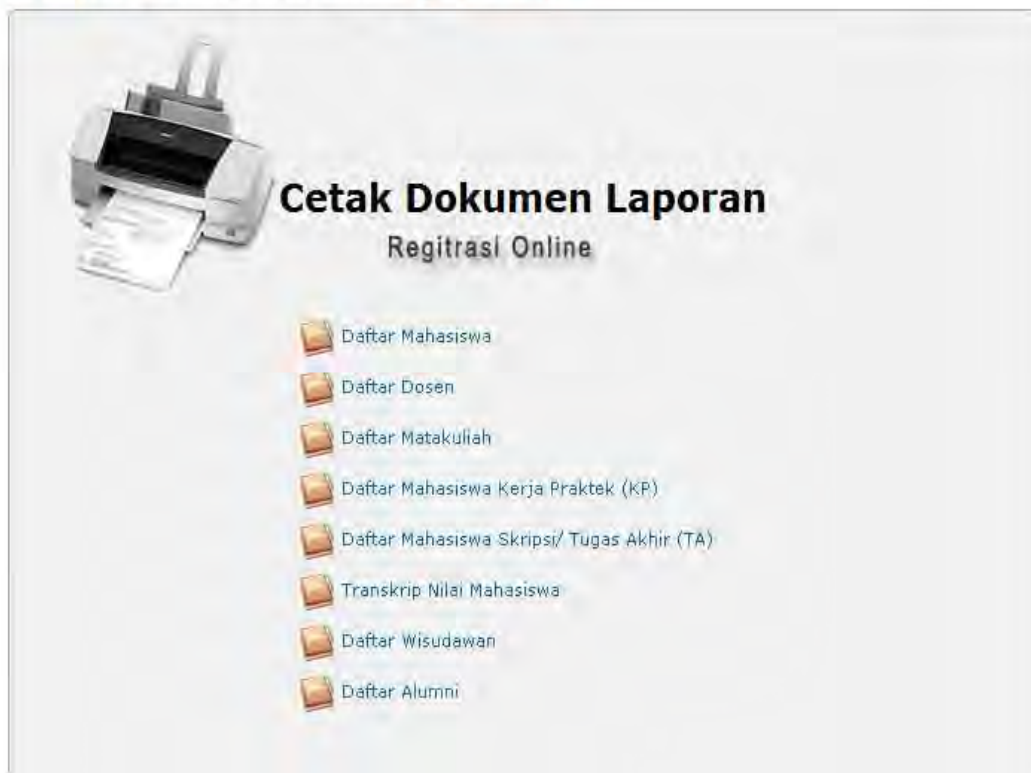 Cetak Dokumen Laporan
Regitrasi Online
Daftar Mahasiswa
Daftar Dosen
Daftar Matakuliah
Daftar Mahasiswa Kerja Praktek (KP)
Daftar Mahasiswa Skripsi/ Tugas Akhir (TA)
Transkrip Nilai Mahasiswa
Daftar Wisudawan
Daftar Alumni